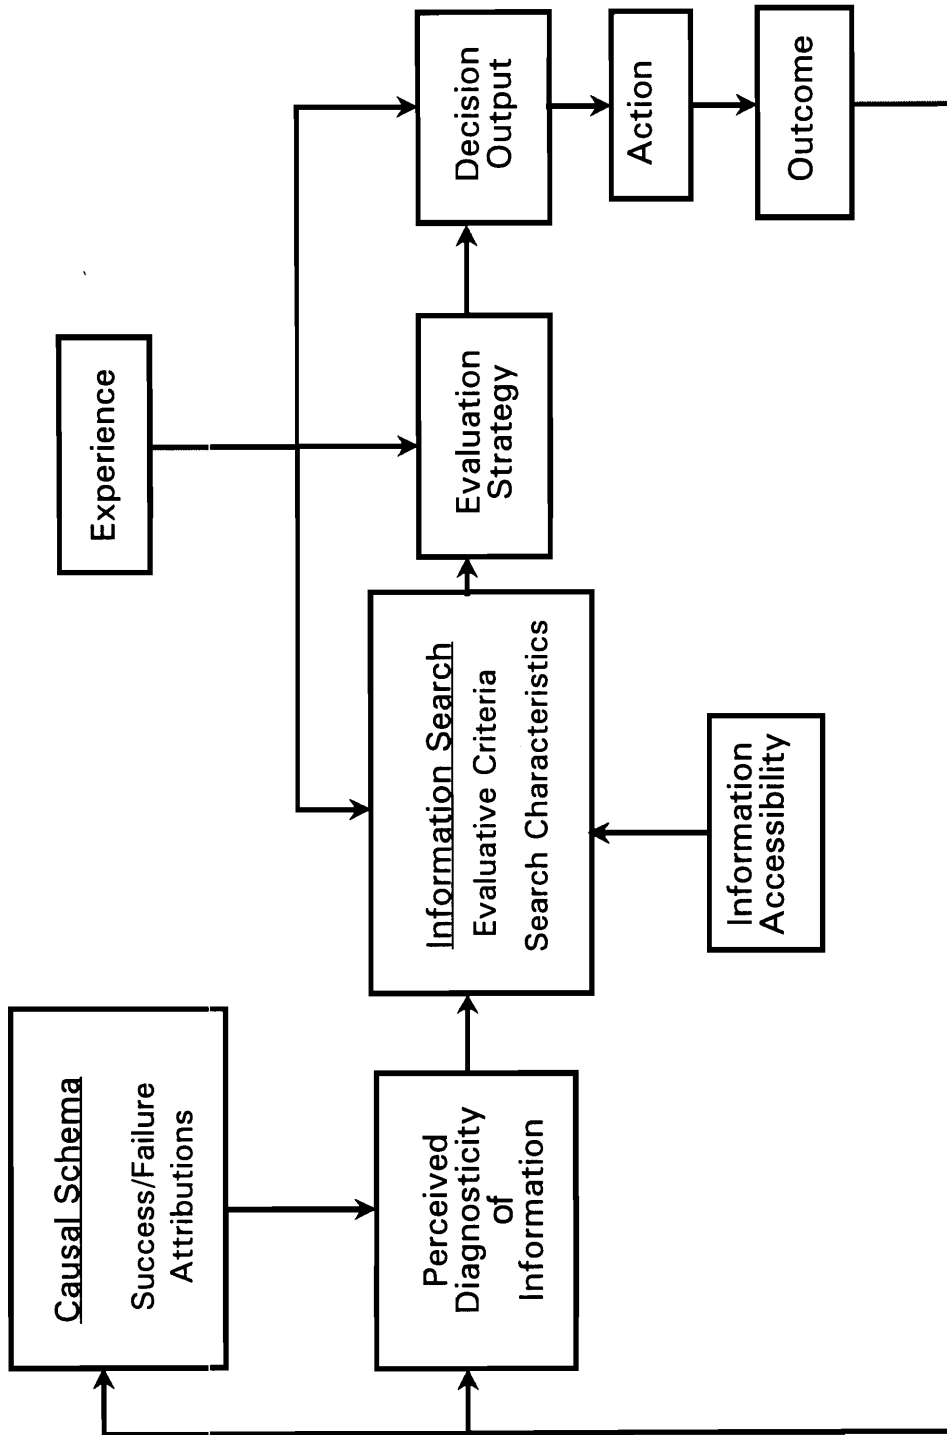 Causal Schema
Success/Failure
Attributions
Experience
Perceived
Diagnosticity
of
Information
Information Search
Evaluative Criteria
Search Characteristics
Evaluation
Strategy
Decision
Output
Action
Outcome
Information
Accessibility